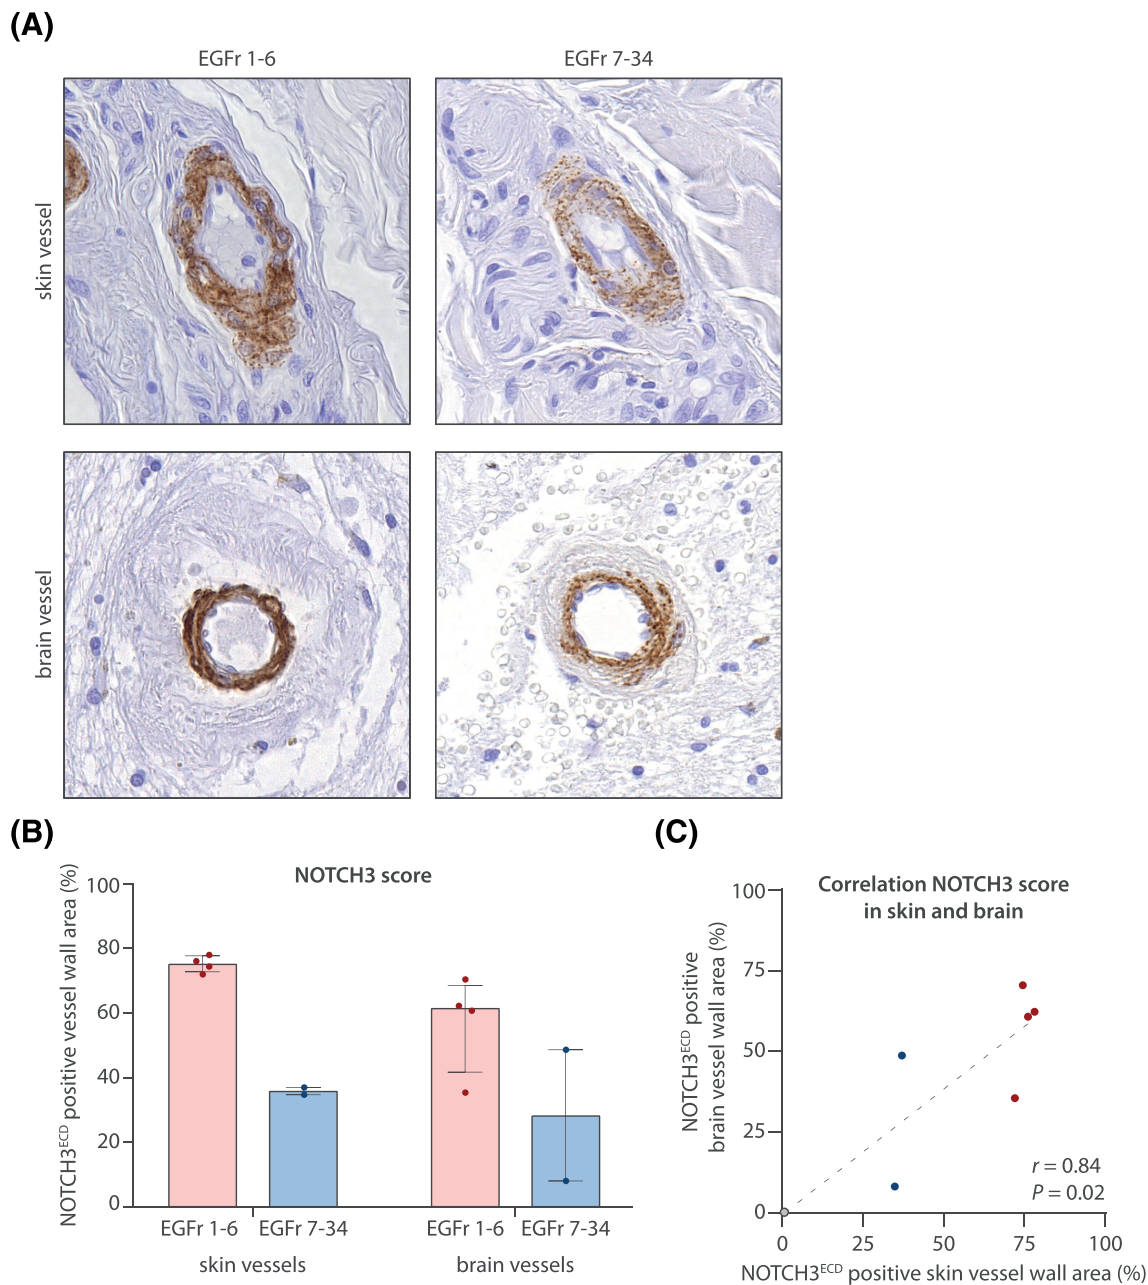 (A)
EGFr 1-6
EGFr 7-34
skin vessel
brain vessel
(B)
NOTCH3 score
NOTCH3ECD positive vessel wall area (%)
100
80
60
40
20
0
EGFr 1-6
EGFr 7-34
EGFr 1-6
EGFr 7-34
skin vessels
brain vessels
(C)
Correlation NOTCH3 score
in skin and brain
NOTCH3ECD positive
brain vessel wall area (%)
100
75
50
25
0
r = 0.84
P = 0.02
0
25
50
75
100
NOTCH3ECD positive skin vessel wall area (%)